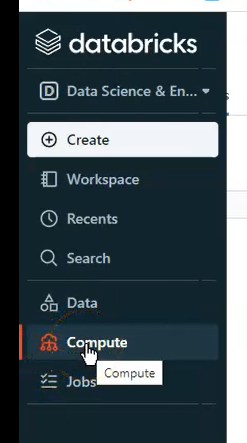 databricks
D Data Science & En...
Create
Workspace
Recents
Search
Data
Compute
Compute
Jobs